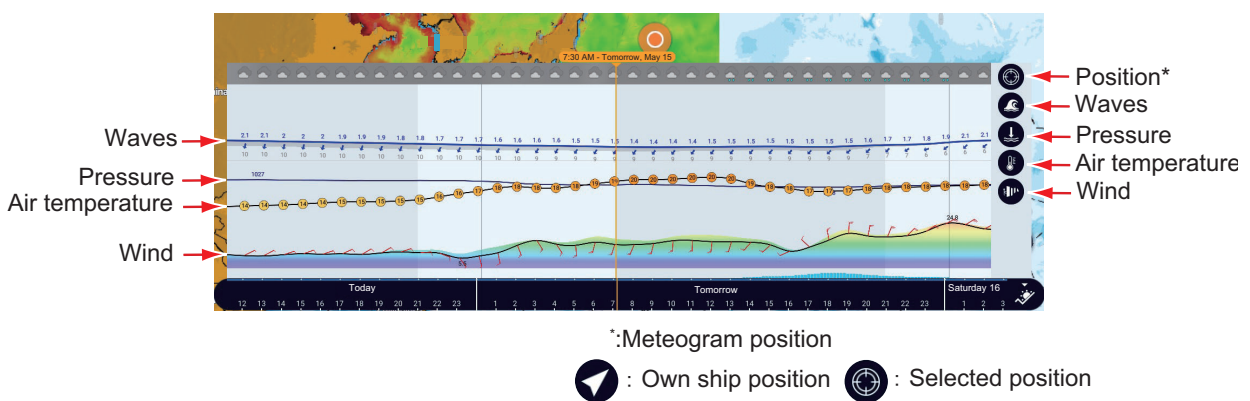 7:30 AM - Tomorrow, May 15
Position*
Waves
Pressure
Air temperature
Wind
Waves
2.1 2.1 2 2 2 1.9 1.9 1.9 1.8 1.8 1.7 1.7 1.7 1.6 1.6 1.6 1.5 1.5 1.5 1.5 1.4 1.4 1.4 1.4 1.5 1.4 1.5 1.5 1.5 1.5 1.5 1.5 1.6 1.7 1.7 1.8 1.9 2.1 2.1
Pressure
1027
Air temperature
14 14 14 14 15 15 15 15 15 15 16 16 17 18 18 18 18 18 19 19 20 20 20 20 20 20 19 18 18 17 17 17 18 18 18 18 18 18 18
Wind
24.8
Today Tomorrow Saturday 16
12 13 14 14 15 16 17 18 19 20 21 22 23 1 2 3 4 5 6 7 8 9 10 11 12 13 14 15 16 17 18 19 20 21 22 23 1 2 3
*:Meteogram position
: Own ship position : Selected position